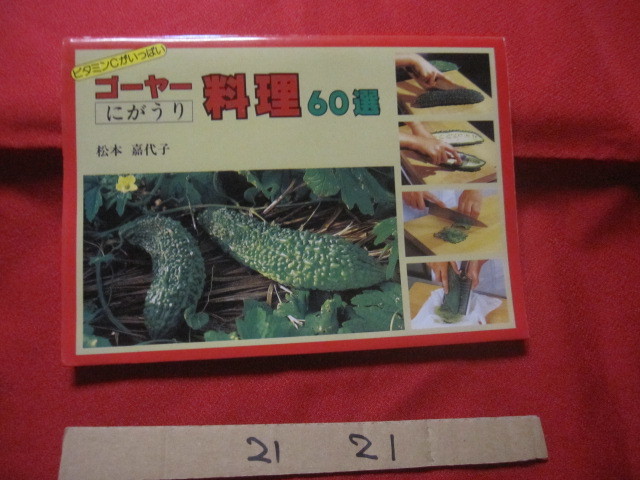 ビタミンCがいっぱい
ゴーヤー
にがうり
料理60選
松本 嘉代子
21 21